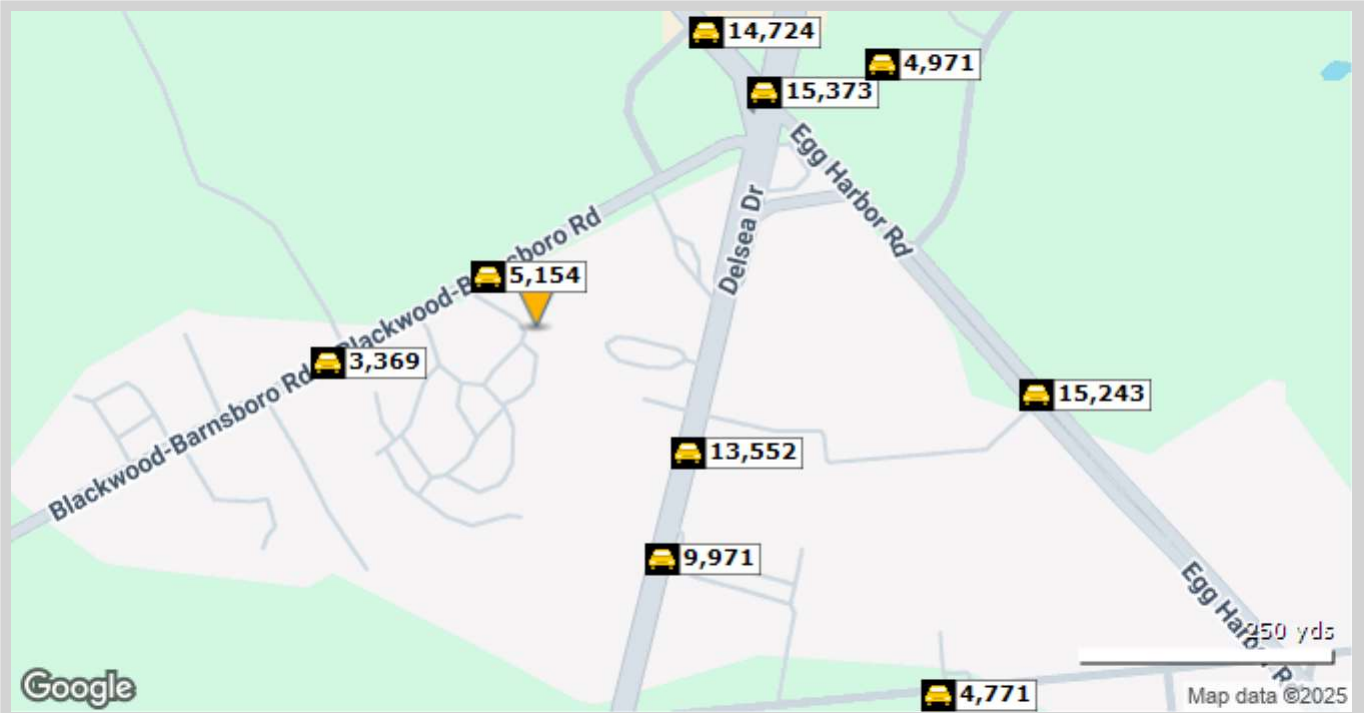 14,724
4,971
15,373
Egg Harbor Rd
Delsea Dr
Blackwood-Barnsboro Rd
5,154
3,369
Blackwood-Barnsboro Rd
15,243
13,552
9,971
Egg Harbor R
250 yds
4,771
Google
Map data ©2025